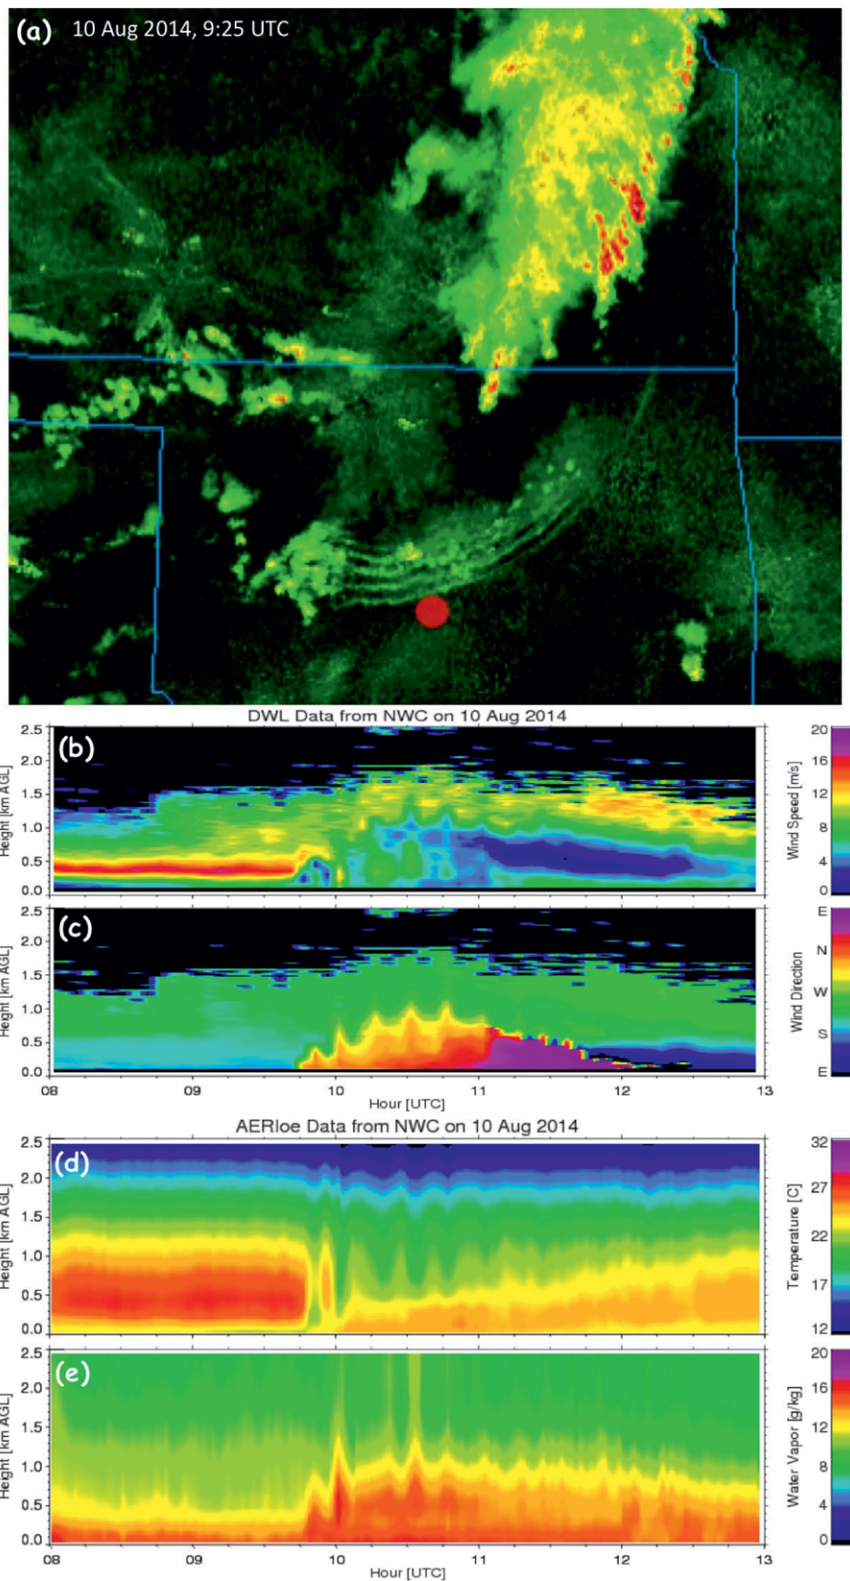 (a) 10 Aug 2014, 9:25 UTC
DWL Data from NWC on 10 Aug 2014
(b)
2.5
2.0
1.5
1.0
0.5
0.0
Height [km AGL]
20
16
12
8
4
0
Wind Speed [m/s]
(c)
2.5
2.0
1.5
1.0
0.5
0.0
Height [km AGL]
E
N
W
S
E
Wind Direction
08 09 10 11 12 13
Hour [UTC]
AERIoe Data from NWC on 10 Aug 2014
(d)
2.5
2.0
1.5
1.0
0.5
0.0
Height [km AGL]
32
27
22
17
12
Temperature [C]
(e)
2.0
1.5
1.0
0.5
0.0
Height [km AGL]
20
16
12
8
4
0
Water Vapor [g/kg]
08 09 10 11 12 13
Hour [UTC]